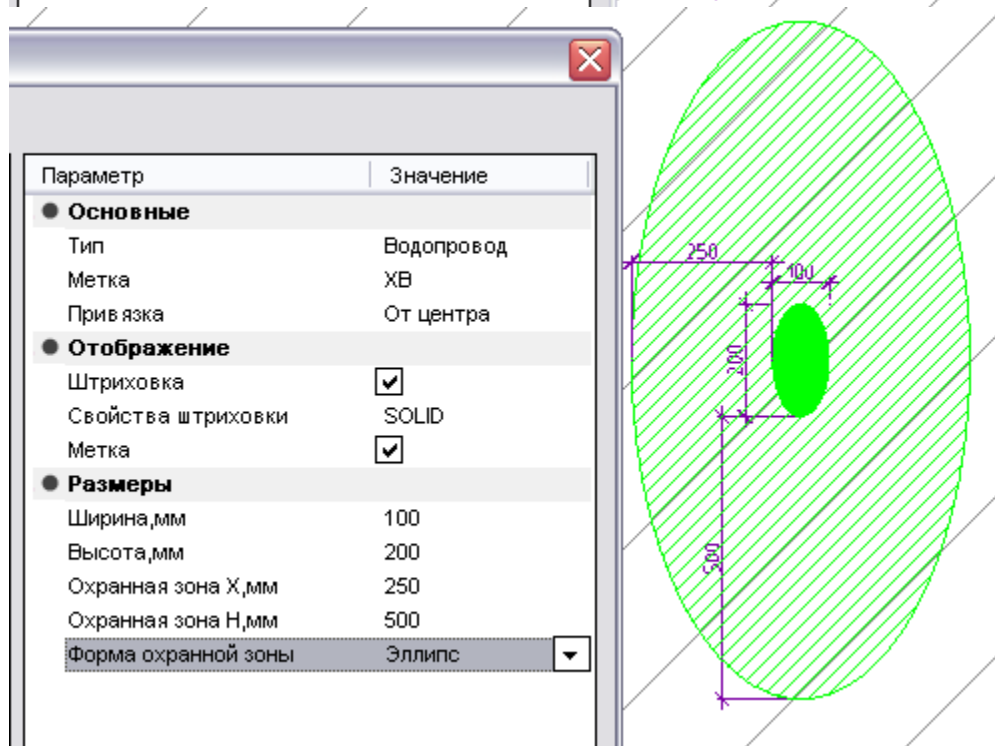 Параметр Значение
Основные
Тип Водопровод
Метка ХВ
Привязка От центра
Отображение
Штриховка
Свойства штриховки SOLID
Метка
Размеры
Ширина,мм 100
Высота,мм 200
Охранная зона X,мм 250
Охранная зона H,мм 500
Форма охранной зоны Эллипс
250
100
200
500